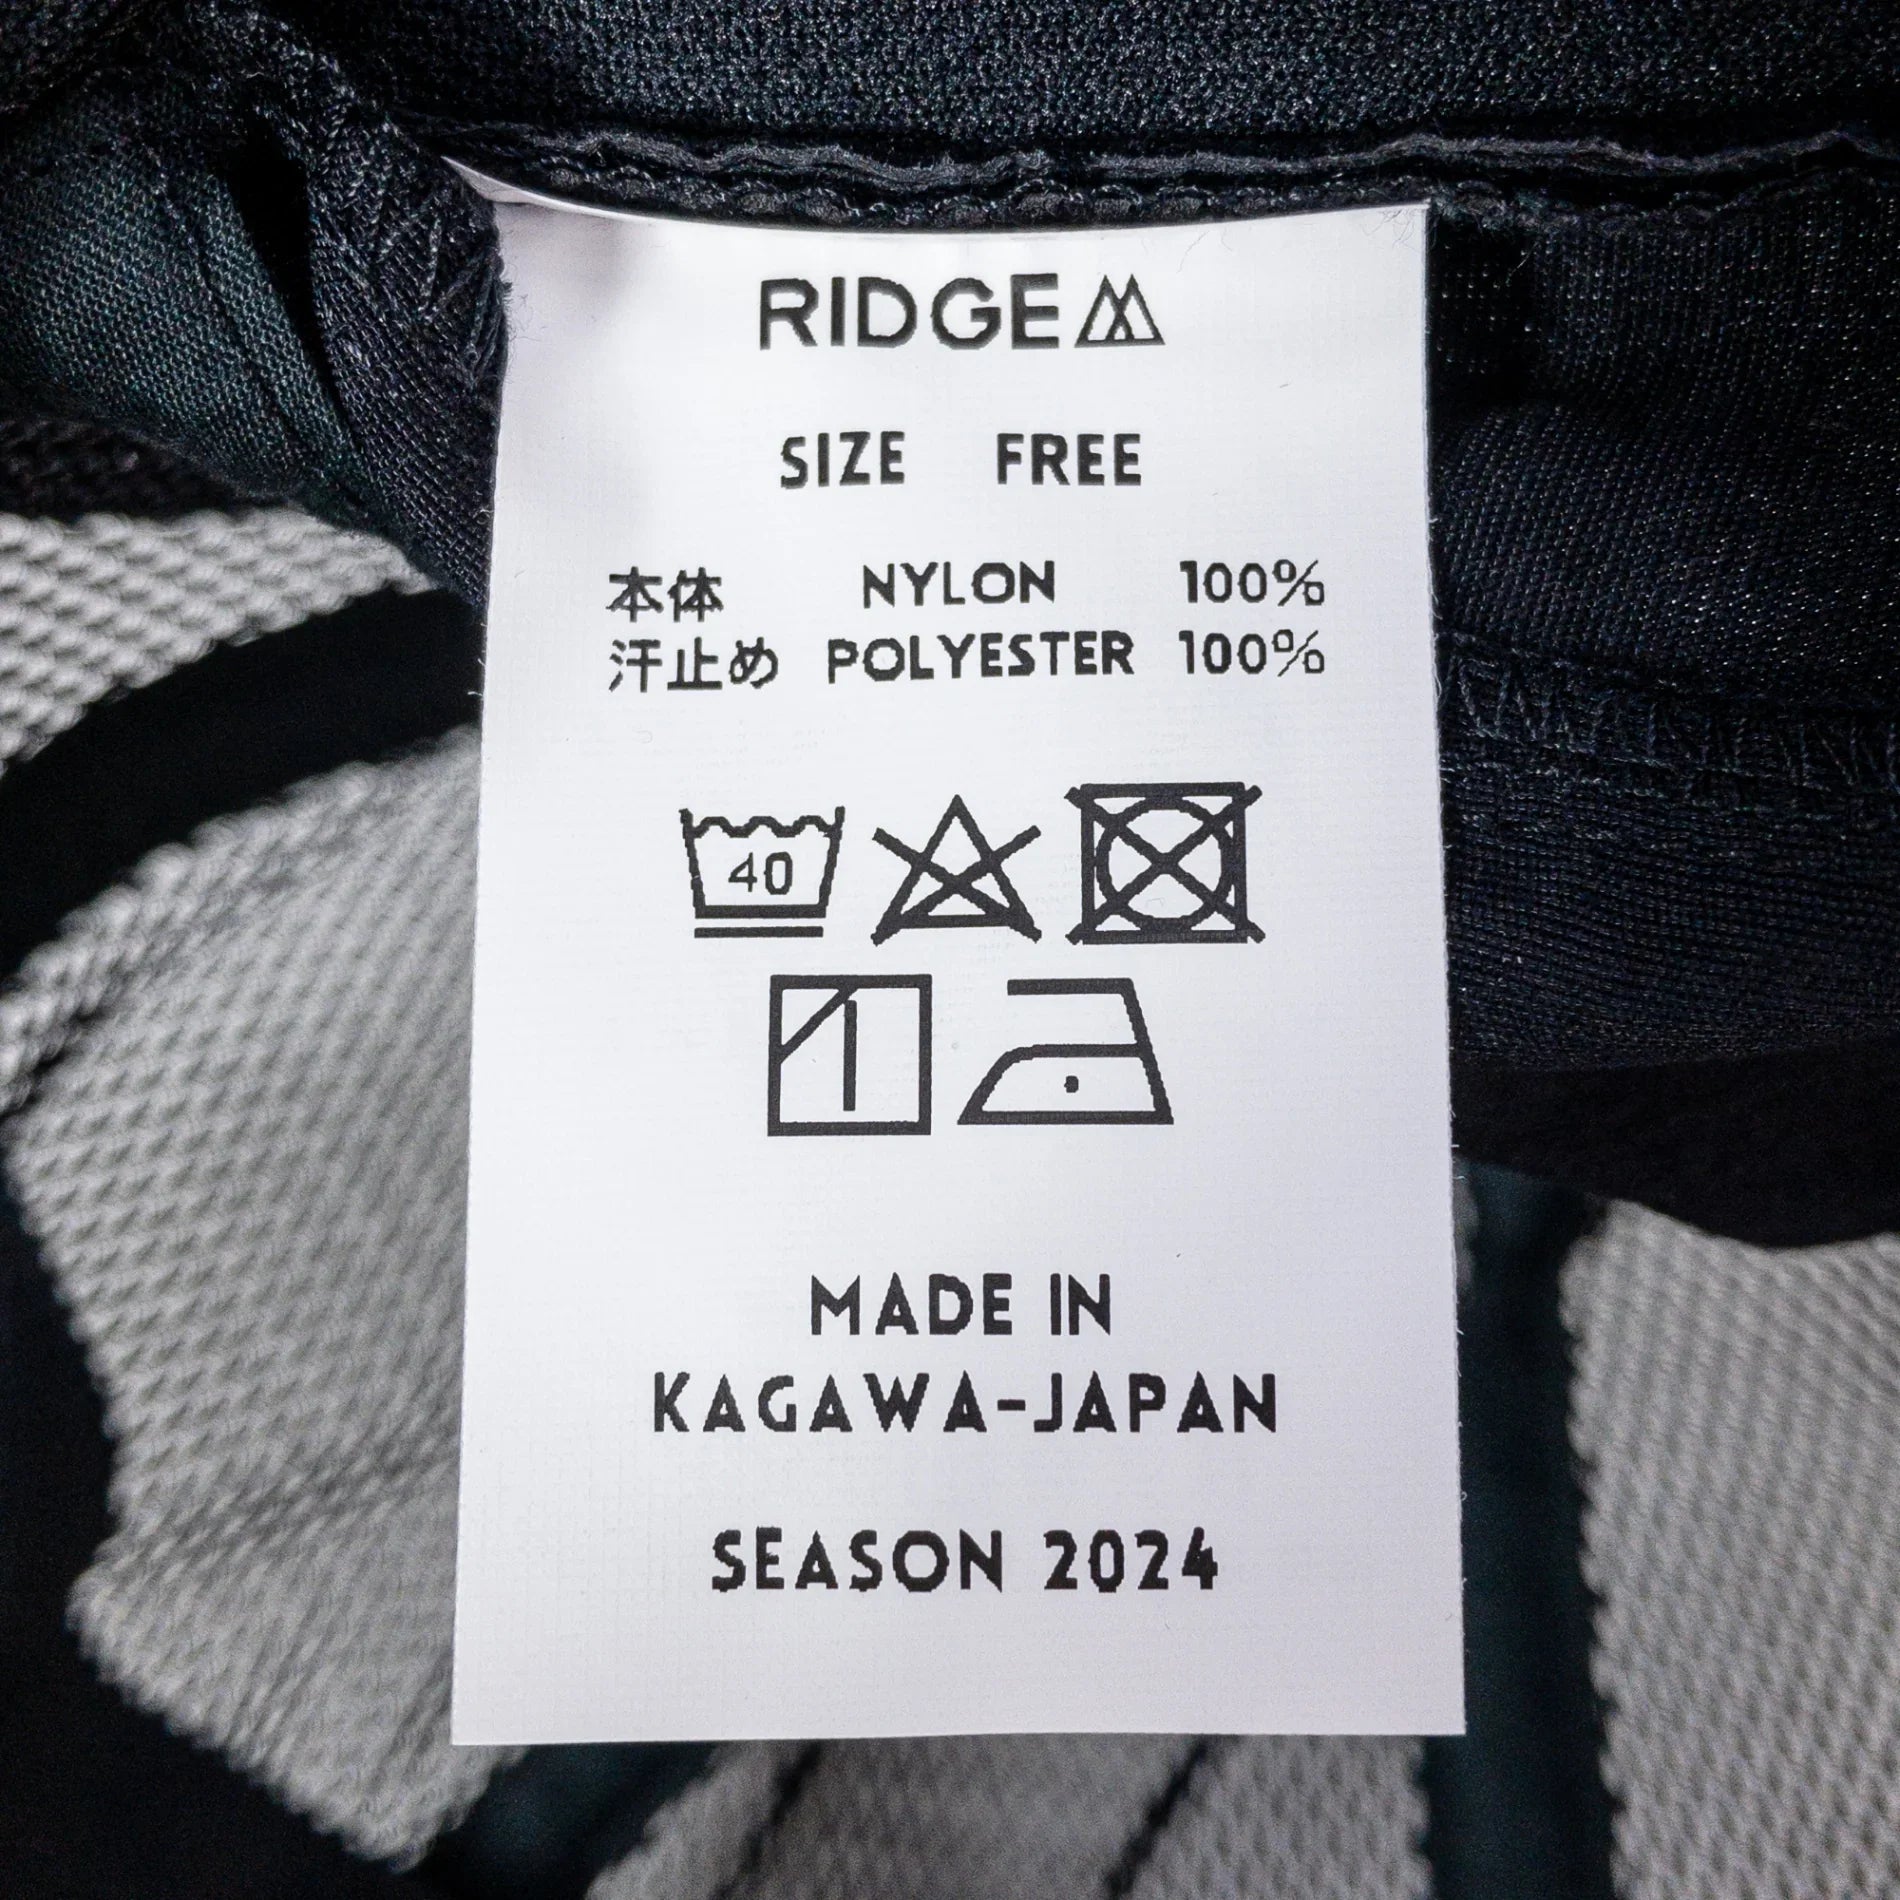 RIDGE
SIZE FREE
本体 NYLON 100%
汗止め POLYESTER 100%
40
MADE IN
KAGAWA-JAPAN
SEASON 2024